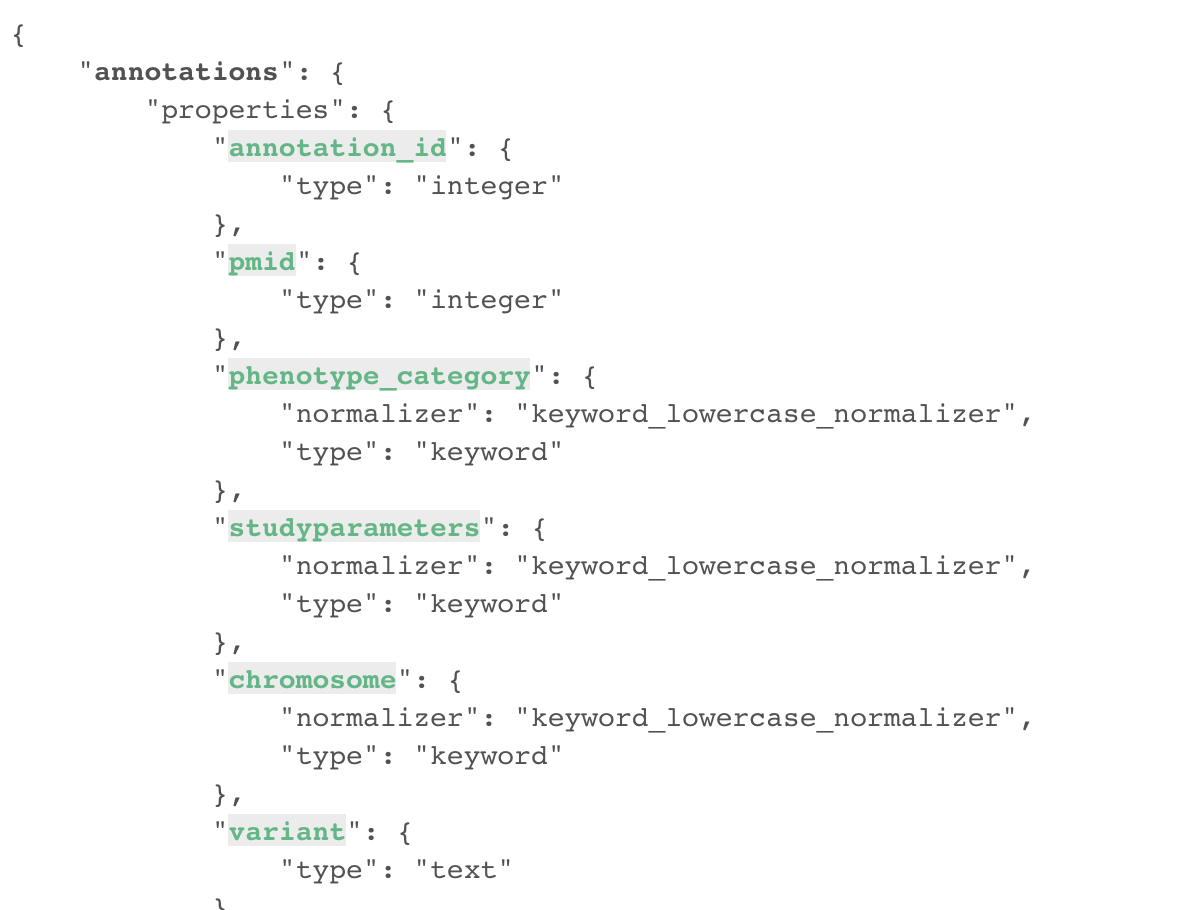 {
    "annotations": {
        "properties": {
            "annotation_id": {
                "type": "integer"
            },
            "pmid": {
                "type": "integer"
            },
            "phenotype_category": {
                "normalizer": "keyword_lowercase_normalizer",
                "type": "keyword"
            },
            "studyparameters": {
                "normalizer": "keyword_lowercase_normalizer",
                "type": "keyword"
            },
            "chromosome": {
                "normalizer": "keyword_lowercase_normalizer",
                "type": "keyword"
            },
            "variant": {
                "type": "text"
            }